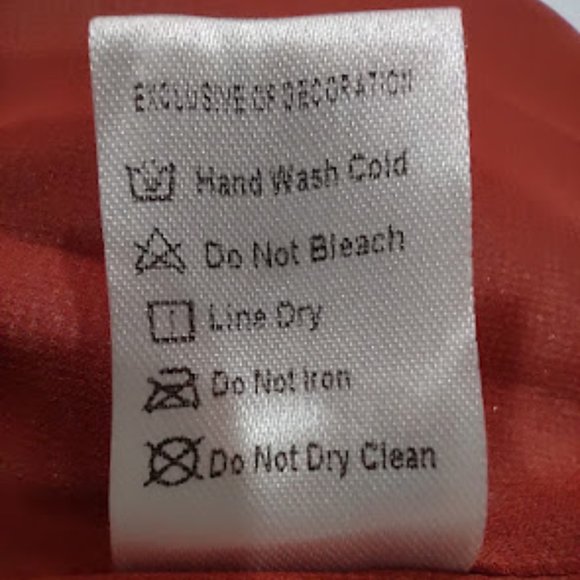 EXCLUSIVE OF DECORATION
Hand Wash Cold
Do Not Bleach
Line Dry
Do Not Iron
Do Not Dry Clean